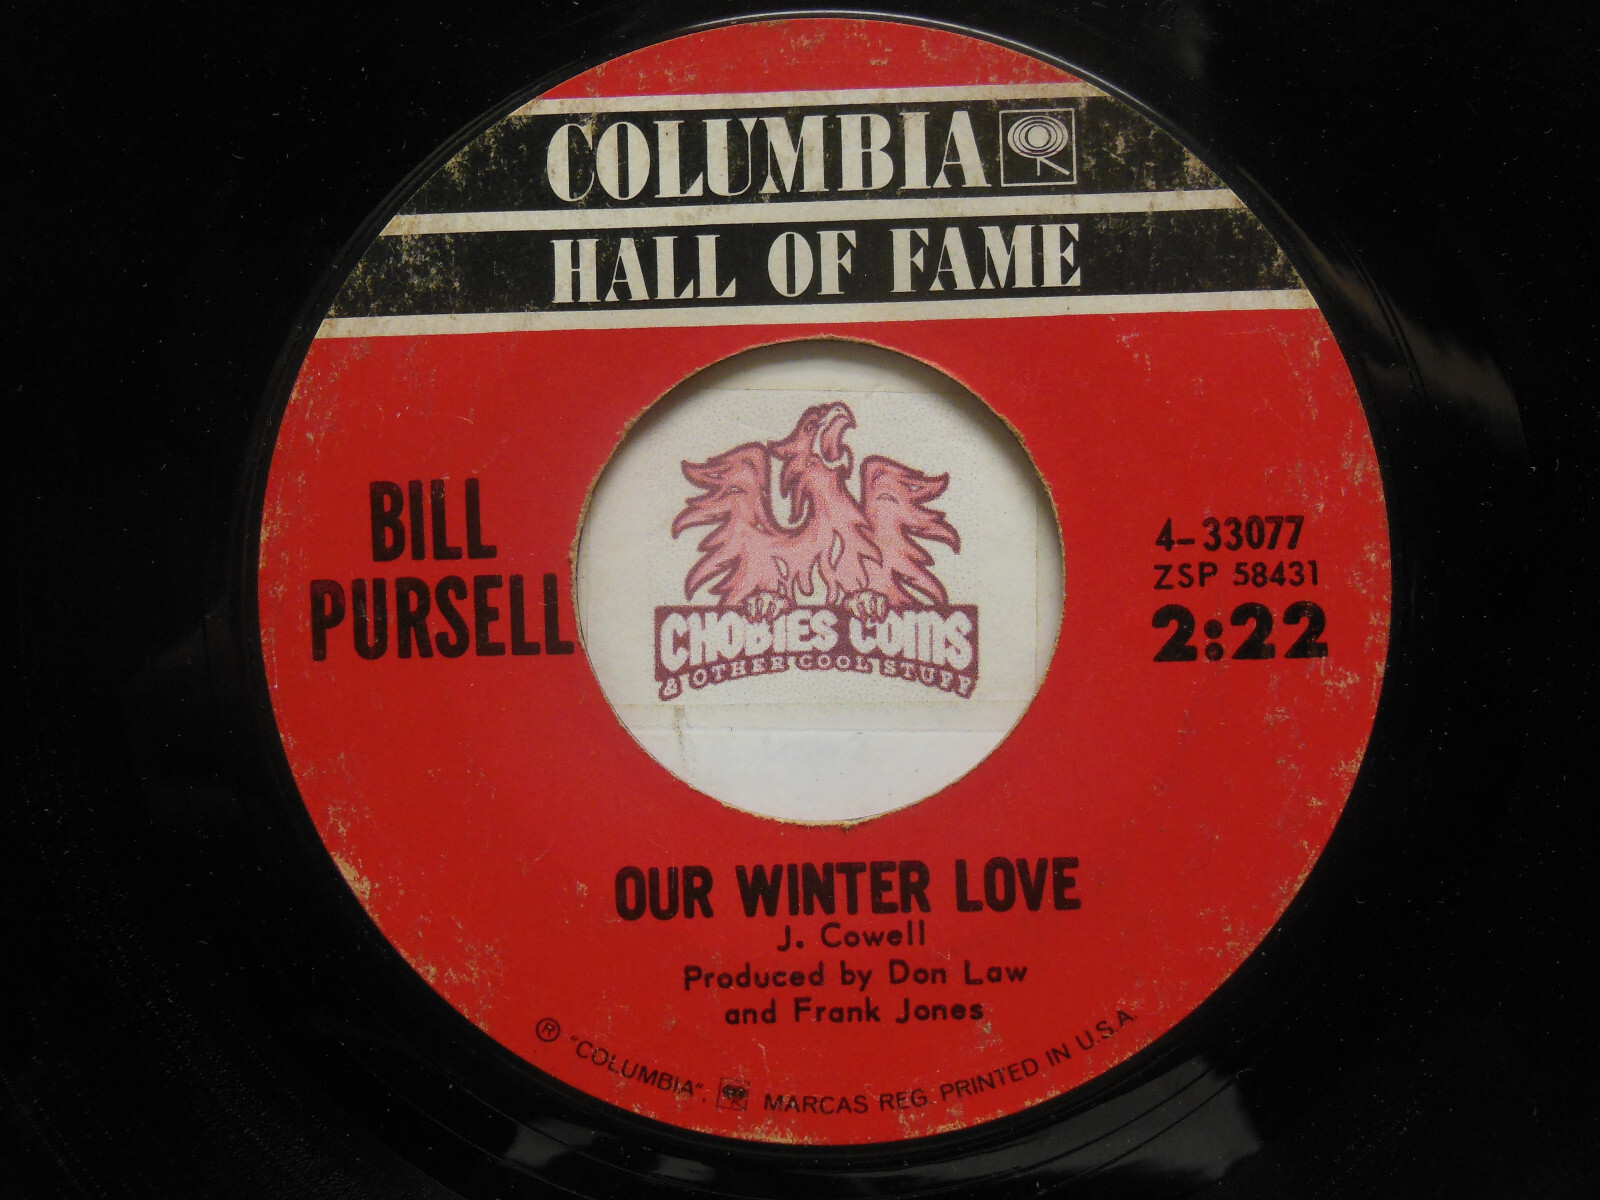 COLUMBIA
HALL OF FAME
BILL
PURSELL
4-33077
ZSP 58431
2:22
CHOBIES COINS
& OTHER COOL STUFF
OUR WINTER LOVE
J. Cowell
Produced by Don Law
and Frank Jones
® "COLUMBIA", MARCAS REG. PRINTED IN U.S.A.